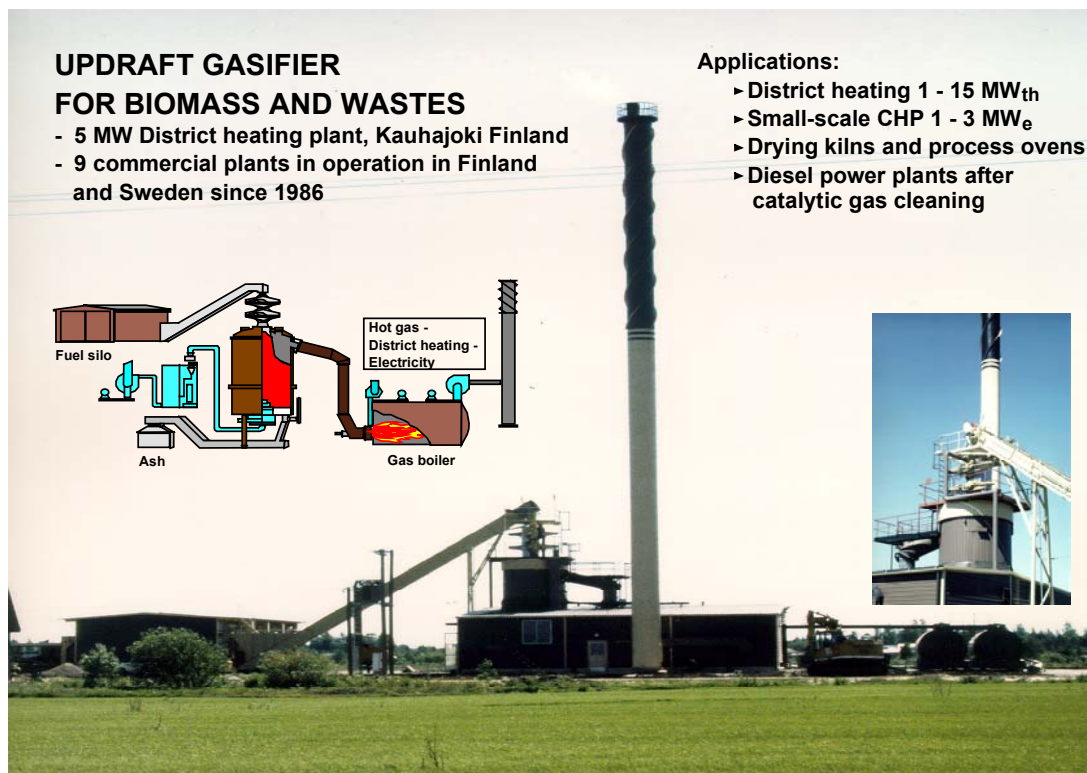 UPDRAFT GASIFIER
FOR BIOMASS AND WASTES
- 5 MW District heating plant, Kauhajoki Finland
- 9 commercial plants in operation in Finland
and Sweden since 1986
Applications:
►District heating 1 - 15 MWth
►Small-scale CHP 1 - 3 MWe
►Drying kilns and process ovens
►Diesel power plants after
catalytic gas cleaning
Fuel silo
Hot gas -
District heating -
Electricity
Ash
Gas boiler